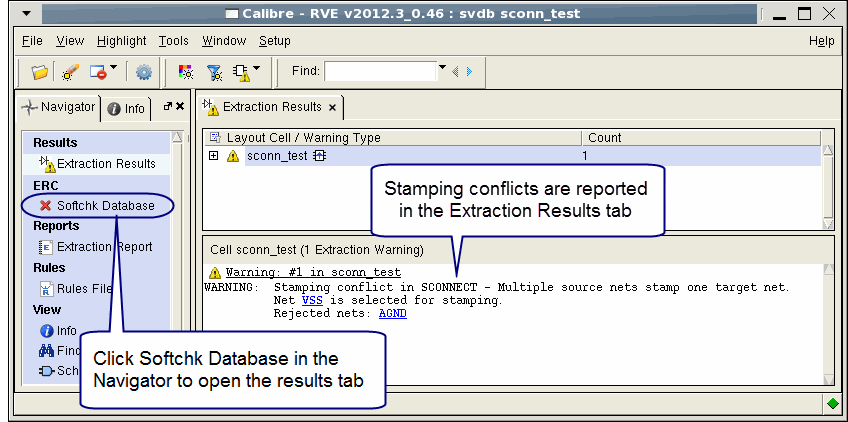 Calibre - RVE v2012.3_0.46 : svdb sconn_test
File View Highlight Tools Window Setup Help
Find:
Navigator Info
Extraction Results
Results
Extraction Results
ERC
Softchk Database
Reports
Extraction Report
Rules
Rules File
View
Info
Find
Sch
Layout Cell / Warning Type Count
sconn_test 1
Stamping conflicts are reported
in the Extraction Results tab
Cell sconn_test (1 Extraction Warning)
Warning: #1 in sconn_test
WARNING: Stamping conflict in SCONNECT - Multiple source nets stamp one target net.
Net VSS is selected for stamping.
Rejected nets: AGND
Click Softchk Database in the
Navigator to open the results tab